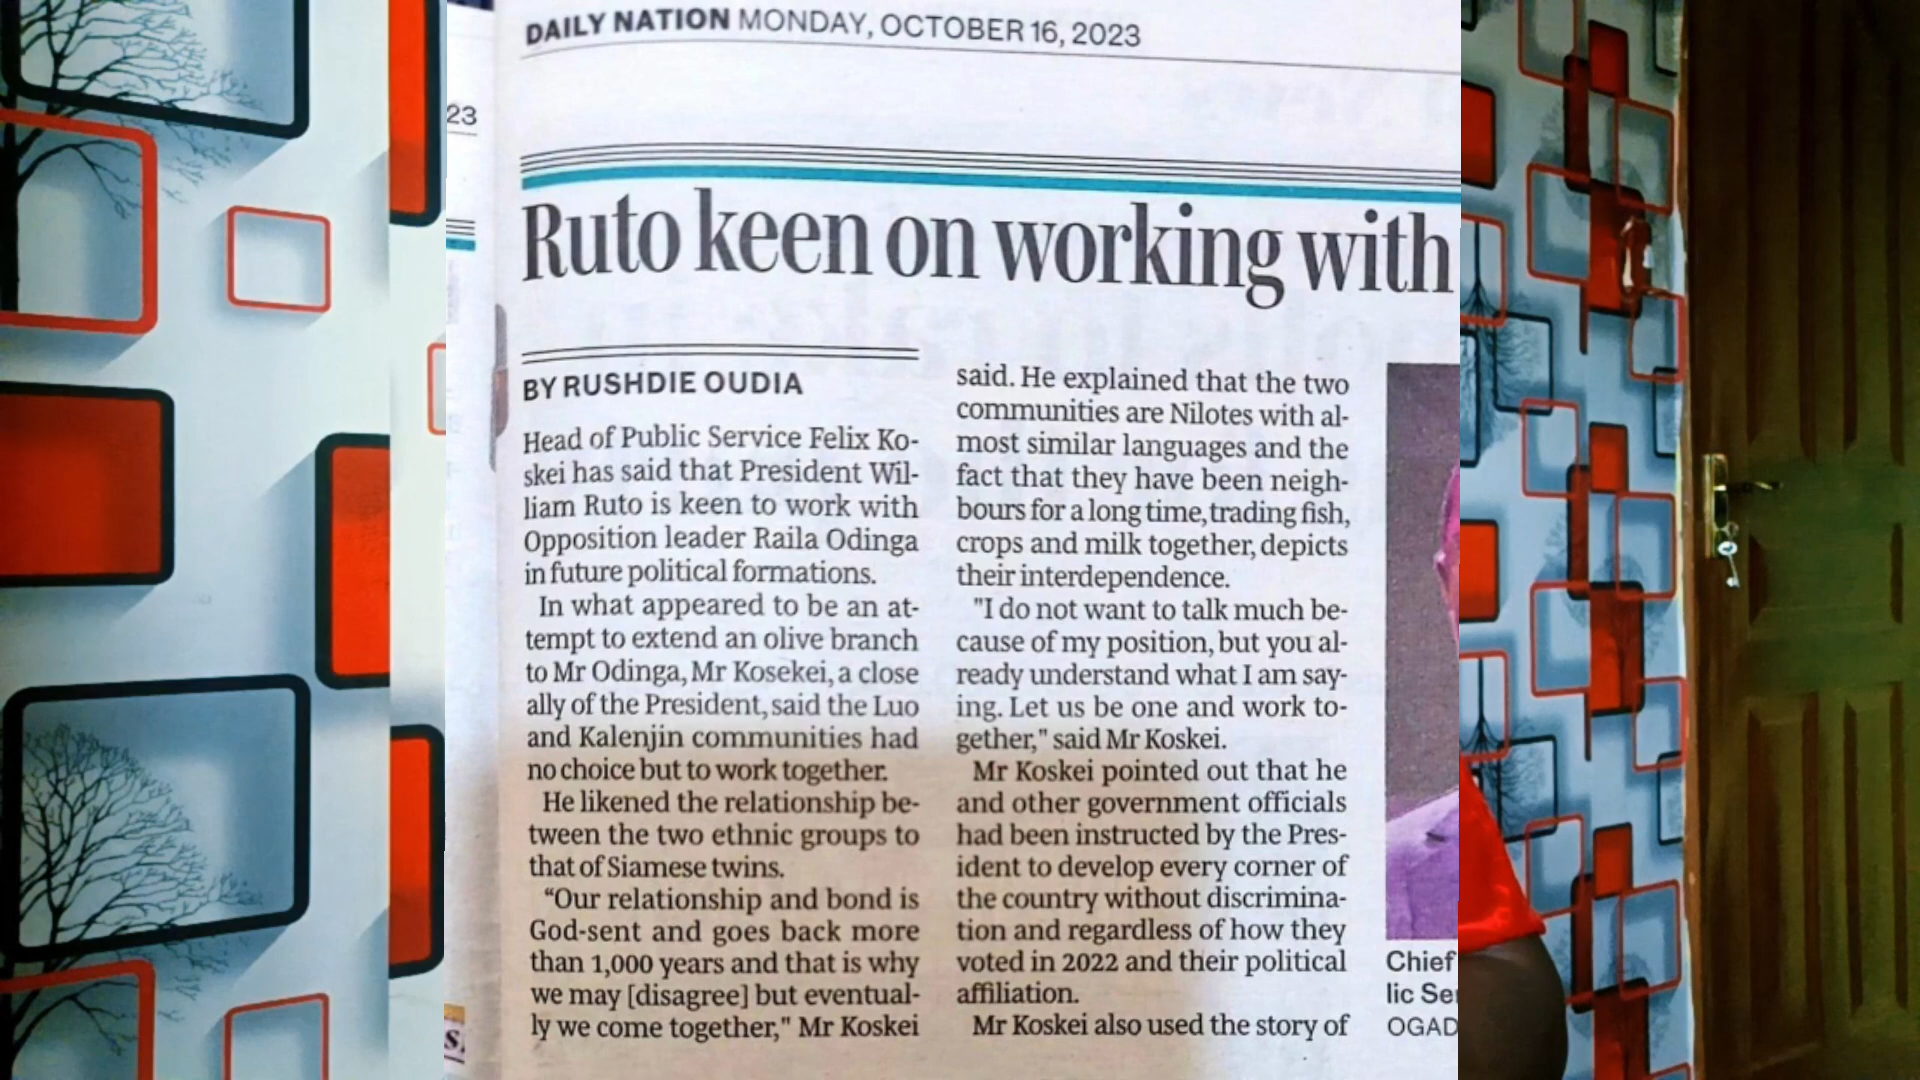 DAILY NATION MONDAY, OCTOBER 16, 2023
23
Ruto keen on working with
BY RUSHDIE OUDIA
Head of Public Service Felix Ko-
skei has said that President Wil-
liam Ruto is keen to work with
Opposition leader Raila Odinga
in future political formations.
In what appeared to be an at-
tempt to extend an olive branch
to Mr Odinga, Mr Kosekei, a close
ally of the President, said the Luo
and Kalenjin communities had
no choice but to work together.
He likened the relationship be-
tween the two ethnic groups to
that of Siamese twins.
“Our relationship and bond is
God-sent and goes back more
than 1,000 years and that is why
we may [disagree] but eventual-
ly we come together," Mr Koskei
said. He explained that the two
communities are Nilotes with al-
most similar languages and the
fact that they have been neigh-
bours for a long time, trading fish,
crops and milk together, depicts
their interdependence.
"I do not want to talk much be-
cause of my position, but you al-
ready understand what I am say-
ing. Let us be one and work to-
gether," said Mr Koskei.
Mr Koskei pointed out that he
and other government officials
had been instructed by the Pres-
ident to develop every corner of
the country without discrimina-
tion and regardless of how they
voted in 2022 and their political
affiliation.
Mr Koskei also used the story of
Chief
lic Se
OGAD
s.